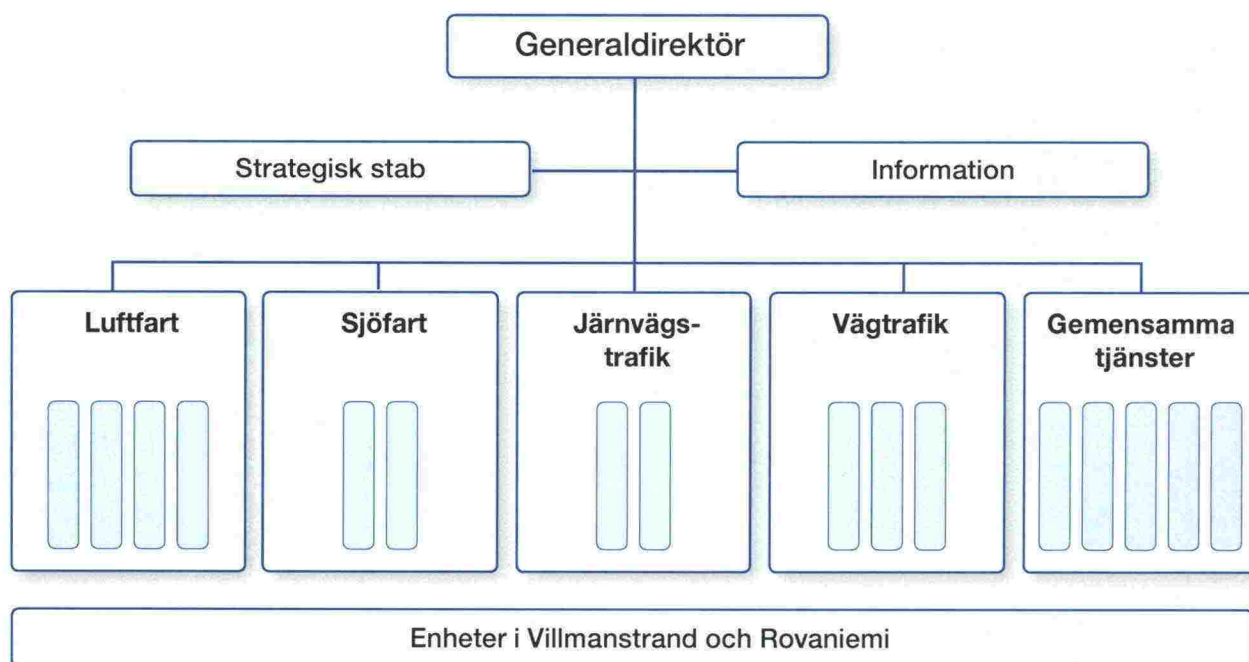 Generaldirektör
Strategisk stab
Information
Luftfart
Sjöfart
Järnvägs-
trafik
Vägtrafik
Gemensamma
tjänster
Enheter i Villmanstrand och Rovaniemi